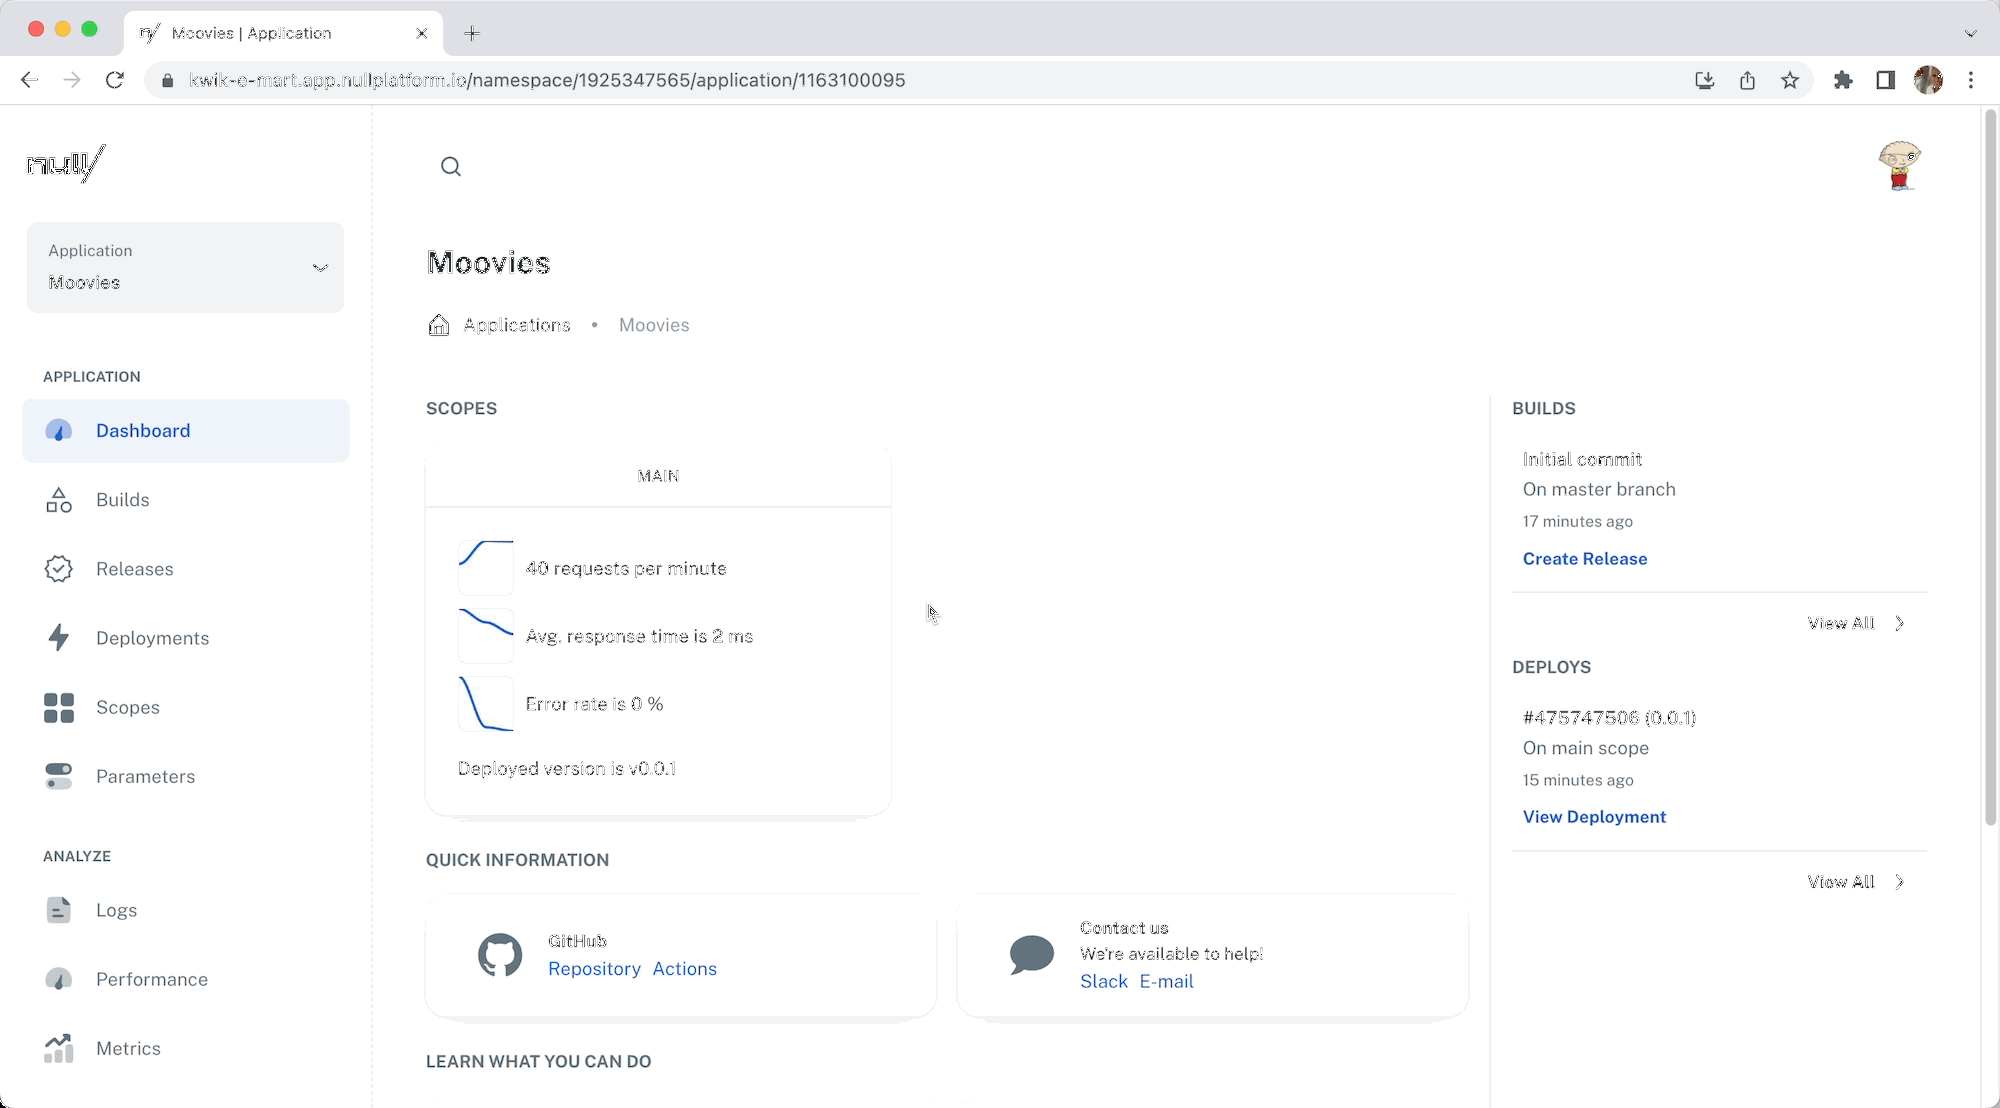 Moovies | Application
kwik-e-mart.app.nullplatform.io/namespace/1925347565/application/1163100095
null/
Application
Moovies
APPLICATION
Dashboard
Builds
Releases
Deployments
Scopes
Parameters
ANALYZE
Logs
Performance
Metrics
Moovies
Applications • Moovies
SCOPES
MAIN
40 requests per minute
Avg. response time is 2 ms
Error rate is 0 %
Deployed version is v0.0.1
QUICK INFORMATION
GitHub
Repository Actions
Contact us
We're available to help!
Slack E-mail
LEARN WHAT YOU CAN DO
BUILDS
Initial commit
On master branch
17 minutes ago
Create Release
View All
DEPLOYS
#475747506 (0.0.1)
On main scope
15 minutes ago
View Deployment
View All